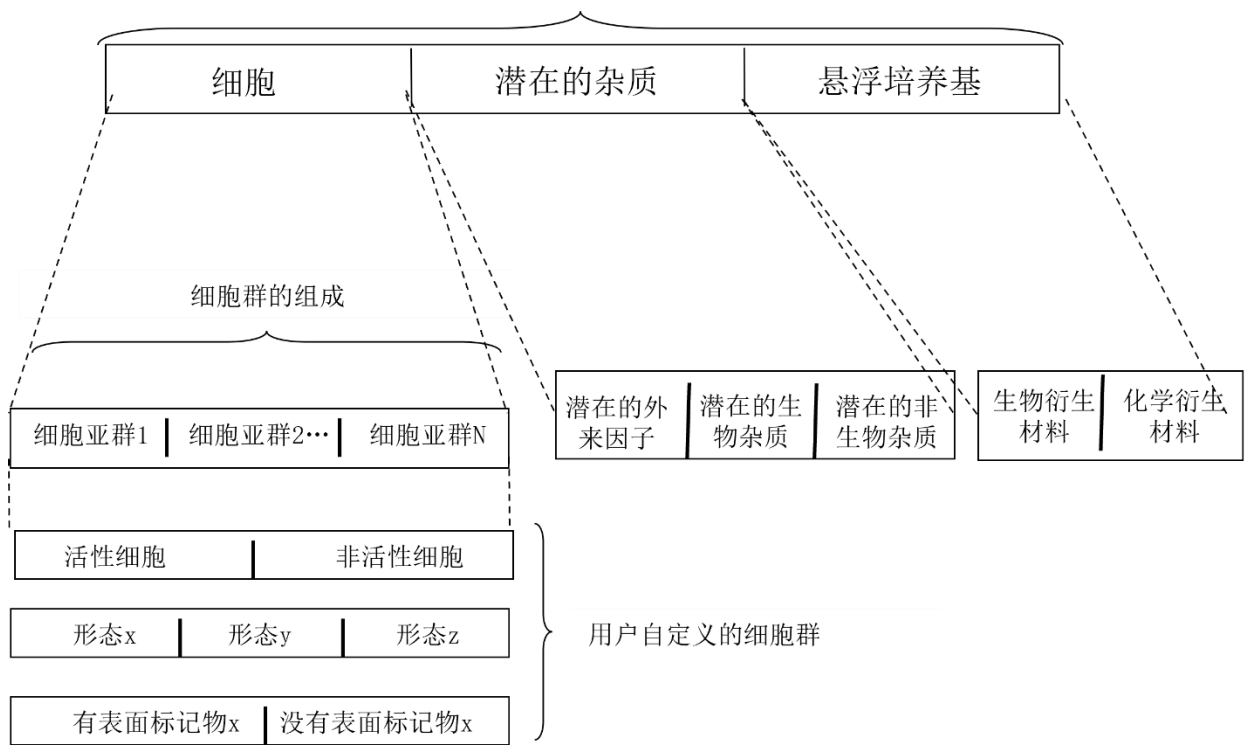 细胞 潜在的杂质 悬浮培养基
细胞群的组成
细胞亚群1 细胞亚群2… 细胞亚群N
潜在的外
来因子
潜在的生
物杂质
潜在的非
生物杂质
生物衍生
材料
化学衍生
材料
活性细胞 非活性细胞
形态x 形态y 形态z
用户自定义的细胞群
有表面标记物x 没有表面标记物x